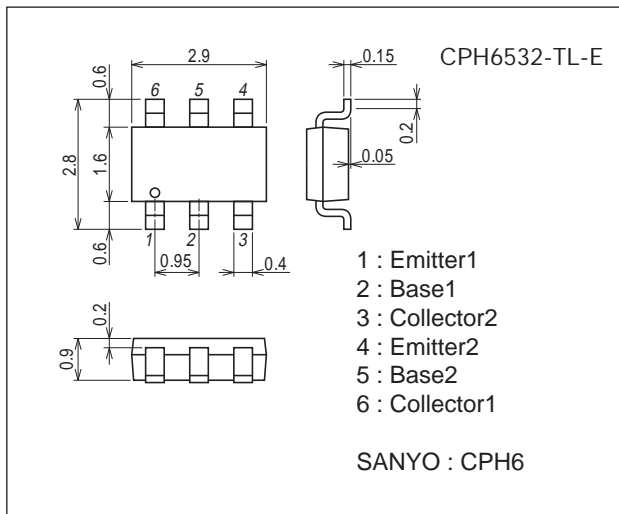 CPH6532-TL-E
2.9
0.15
0.6
6
5
4
0.2
2.8
1.6
0.05
0.6
1
2
3
0.95
0.4
0.2
0.9
1 : Emitter1
2 : Base1
3 : Collector2
4 : Emitter2
5 : Base2
6 : Collector1
SANYO : CPH6